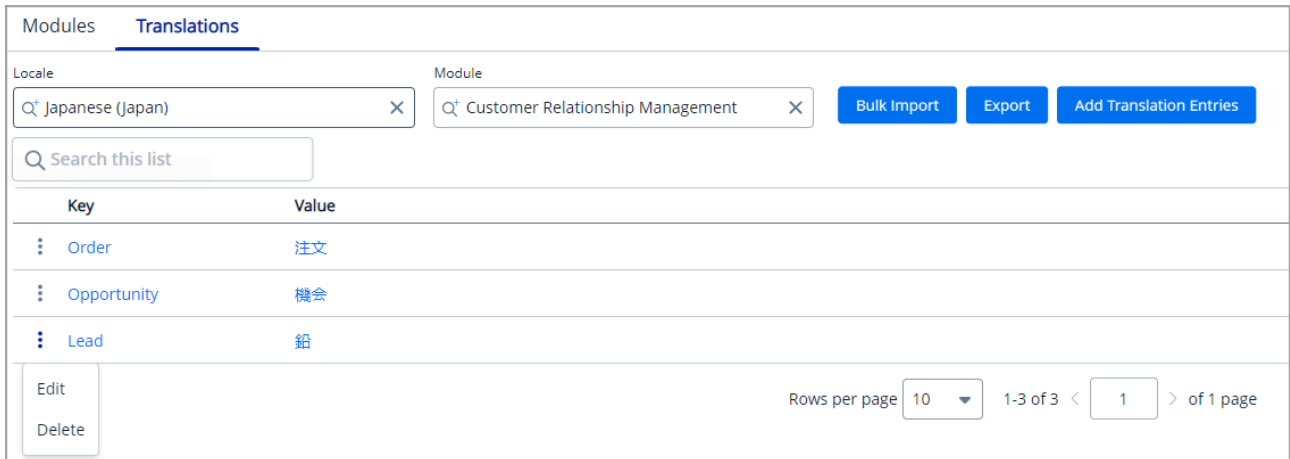 Modules Translations
Locale Module
Japanese (Japan) Customer Relationship Management Bulk Import Export Add Translation Entries
Search this list
Key Value
Order 注文
Opportunity 機会
Lead 鉛
Edit
Rows per page 10 1-3 of 3 < 1 > of 1 page
Delete